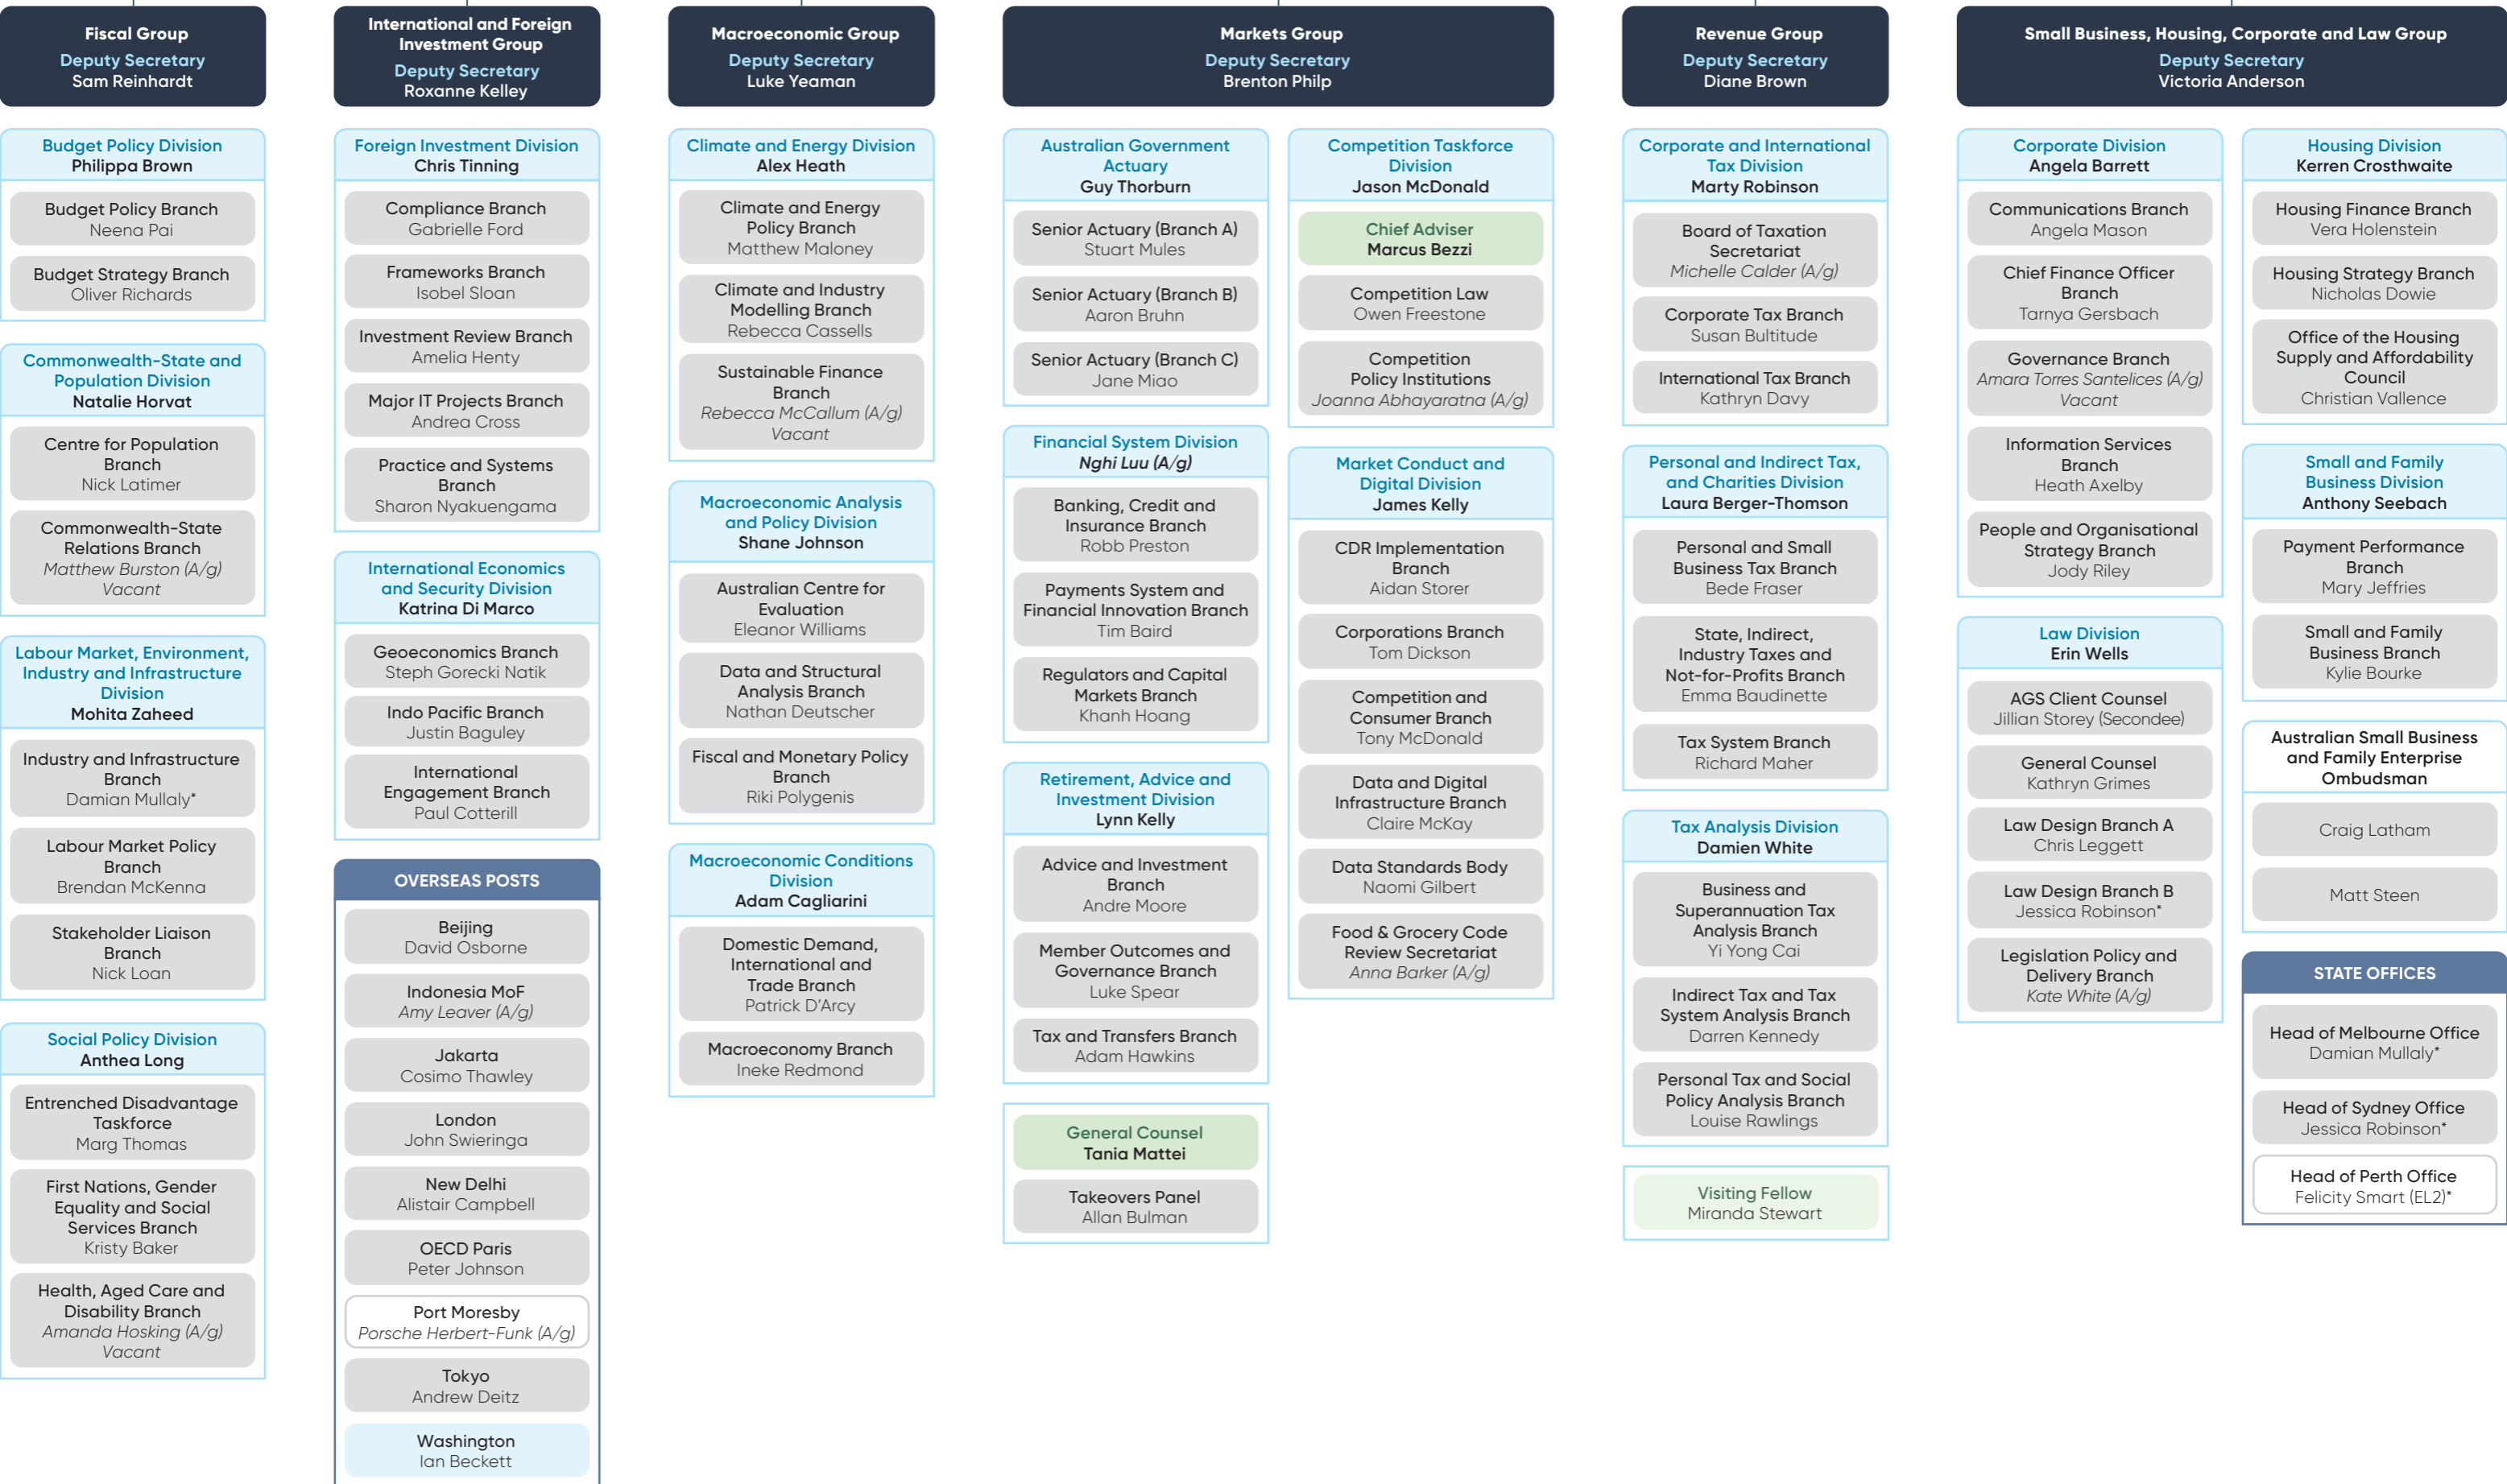 Fiscal Group
Deputy Secretary
Sam Reinhardt
Budget Policy Division
Philippa Brown
Budget Policy Branch
Neena Pai
Budget Strategy Branch
Oliver Richards
Commonwealth-State and
Population Division
Natalie Horvat
Centre for Population
Branch
Nick Latimer
Commonwealth-State
Relations Branch
Matthew Burston (A/g)
Vacant
Labour Market, Environment,
Industry and Infrastructure
Division
Mohita Zaheed
Industry and Infrastructure
Branch
Damian Mullaly*
Labour Market Policy
Branch
Brendan McKenna
Stakeholder Liaison
Branch
Nick Loan
Social Policy Division
Anthea Long
Entrenched Disadvantage
Taskforce
Marg Thomas
First Nations, Gender
Equality and Social
Services Branch
Kristy Baker
Health, Aged Care and
Disability Branch
Amanda Hosking (A/g)
Vacant
International and Foreign
Investment Group
Deputy Secretary
Roxanne Kelley
Foreign Investment Division
Chris Tinning
Compliance Branch
Gabrielle Ford
Frameworks Branch
Isobel Sloan
Investment Review Branch
Amelia Henty
Major IT Projects Branch
Andrea Cross
Practice and Systems
Branch
Sharon Nyakuengama
International Economics
and Security Division
Katrina Di Marco
Geoeconomics Branch
Steph Gorecki Natik
Indo Pacific Branch
Justin Baguley
International
Engagement Branch
Paul Cotterill
OVERSEAS POSTS
Beijing
David Osborne
Indonesia MoF
Amy Leaver (A/g)
Jakarta
Cosimo Thawley
London
John Swieringa
New Delhi
Alistair Campbell
OECD Paris
Peter Johnson
Port Moresby
Porsche Herbert-Funk (A/g)
Tokyo
Andrew Deitz
Washington
Ian Beckett
Macroeconomic Group
Deputy Secretary
Luke Yeaman
Climate and Energy Division
Alex Heath
Climate and Energy
Policy Branch
Matthew Maloney
Climate and Industry
Modelling Branch
Rebecca Cassells
Sustainable Finance
Branch
Rebecca McCallum (A/g)
Vacant
Macroeconomic Analysis
and Policy Division
Shane Johnson
Australian Centre for
Evaluation
Eleanor Williams
Data and Structural
Analysis Branch
Nathan Deutscher
Fiscal and Monetary Policy
Branch
Riki Polygenis
Macroeconomic Conditions
Division
Adam Cagliarini
Domestic Demand,
International and
Trade Branch
Patrick D'Arcy
Macroeconomy Branch
Ineke Redmond
Markets Group
Deputy Secretary
Brenton Philp
Australian Government
Actuary
Guy Thorburn
Senior Actuary (Branch A)
Stuart Mules
Senior Actuary (Branch B)
Aaron Bruhn
Senior Actuary (Branch C)
Jane Miao
Financial System Division
Nghi Luu (A/g)
Banking, Credit and
Insurance Branch
Robb Preston
Payments System and
Financial Innovation Branch
Tim Baird
Regulators and Capital
Markets Branch
Khanh Hoang
Retirement, Advice and
Investment Division
Lynn Kelly
Advice and Investment
Branch
Andre Moore
Member Outcomes and
Governance Branch
Luke Spear
Tax and Transfers Branch
Adam Hawkins
General Counsel
Tania Mattei
Takeovers Panel
Allan Bulman
Competition Taskforce
Division
Jason McDonald
Chief Adviser
Marcus Bezzi
Competition Law
Owen Freestone
Competition
Policy Institutions
Joanna Abhayaratna (A/g)
Market Conduct and
Digital Division
James Kelly
CDR Implementation
Branch
Aidan Storer
Corporations Branch
Tom Dickson
Competition and
Consumer Branch
Tony McDonald
Data and Digital
Infrastructure Branch
Claire McKay
Data Standards Body
Naomi Gilbert
Food & Grocery Code
Review Secretariat
Anna Barker (A/g)
Revenue Group
Deputy Secretary
Diane Brown
Corporate and International
Tax Division
Marty Robinson
Board of Taxation
Secretariat
Michelle Calder (A/g)
Corporate Tax Branch
Susan Bultitude
International Tax Branch
Kathryn Davy
Personal and Indirect Tax,
and Charities Division
Laura Berger-Thomson
Personal and Small
Business Tax Branch
Bede Fraser
State, Indirect,
Industry Taxes and
Not-for-Profits Branch
Emma Baudinette
Tax System Branch
Richard Maher
Tax Analysis Division
Damien White
Business and
Superannuation Tax
Analysis Branch
Yi Yong Cai
Indirect Tax and Tax
System Analysis Branch
Darren Kennedy
Personal Tax and Social
Policy Analysis Branch
Louise Rawlings
Visiting Fellow
Miranda Stewart
Small Business, Housing, Corporate and Law Group
Deputy Secretary
Victoria Anderson
Corporate Division
Angela Barrett
Communications Branch
Angela Mason
Chief Finance Officer
Branch
Tarnya Gersbach
Governance Branch
Amara Torres Santelices (A/g)
Vacant
Information Services
Branch
Heath Axelby
People and Organisational
Strategy Branch
Jody Riley
Law Division
Erin Wells
AGS Client Counsel
Jillian Storey (Secondee)
General Counsel
Kathryn Grimes
Law Design Branch A
Chris Leggett
Law Design Branch B
Jessica Robinson*
Legislation Policy and
Delivery Branch
Kate White (A/g)
Housing Division
Kerren Crosthwaite
Housing Finance Branch
Vera Holenstein
Housing Strategy Branch
Nicholas Dowie
Office of the Housing
Supply and Affordability
Council
Christian Vallence
Small and Family
Business Division
Anthony Seebach
Payment Performance
Branch
Mary Jeffries
Small and Family
Business Branch
Kylie Bourke
Australian Small Business
and Family Enterprise
Ombudsman
Craig Latham
Matt Steen
STATE OFFICES
Head of Melbourne Office
Damian Mullaly*
Head of Sydney Office
Jessica Robinson*
Head of Perth Office
Felicity Smart (EL2)*